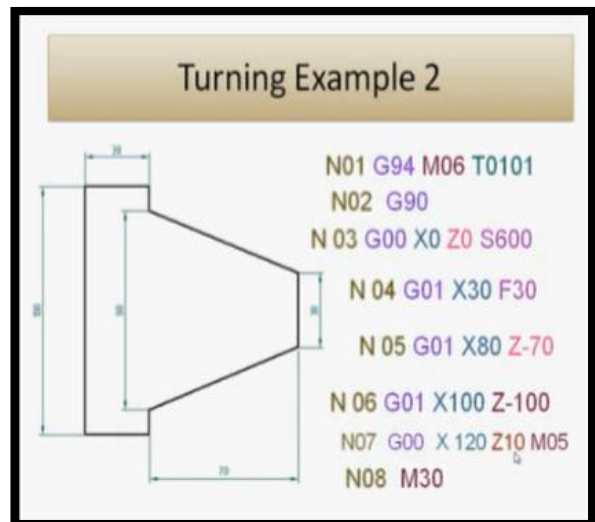 Turning Example 2
N01 G94 M06 T0101
N02 G90
N 03 G00 X0 Z0 S600
N 04 G01 X30 F30
N 05 G01 X80 Z-70
N 06 G01 X100 Z-100
N07 G00 X 120 Z10 M05
N08 M30
70